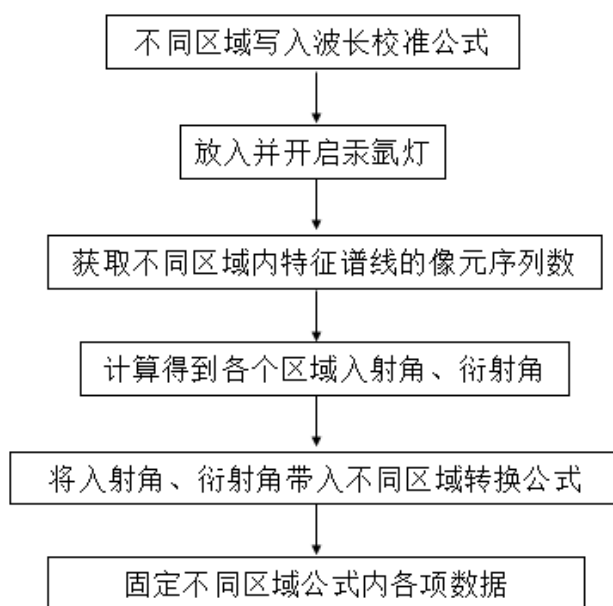 不同区域写入波长校准公式
放入并开启汞氩灯
获取不同区域内特征谱线的像元序列数
计算得到各个区域入射角、衍射角
将入射角、衍射角带入不同区域转换公式
固定不同区域公式内各项数据